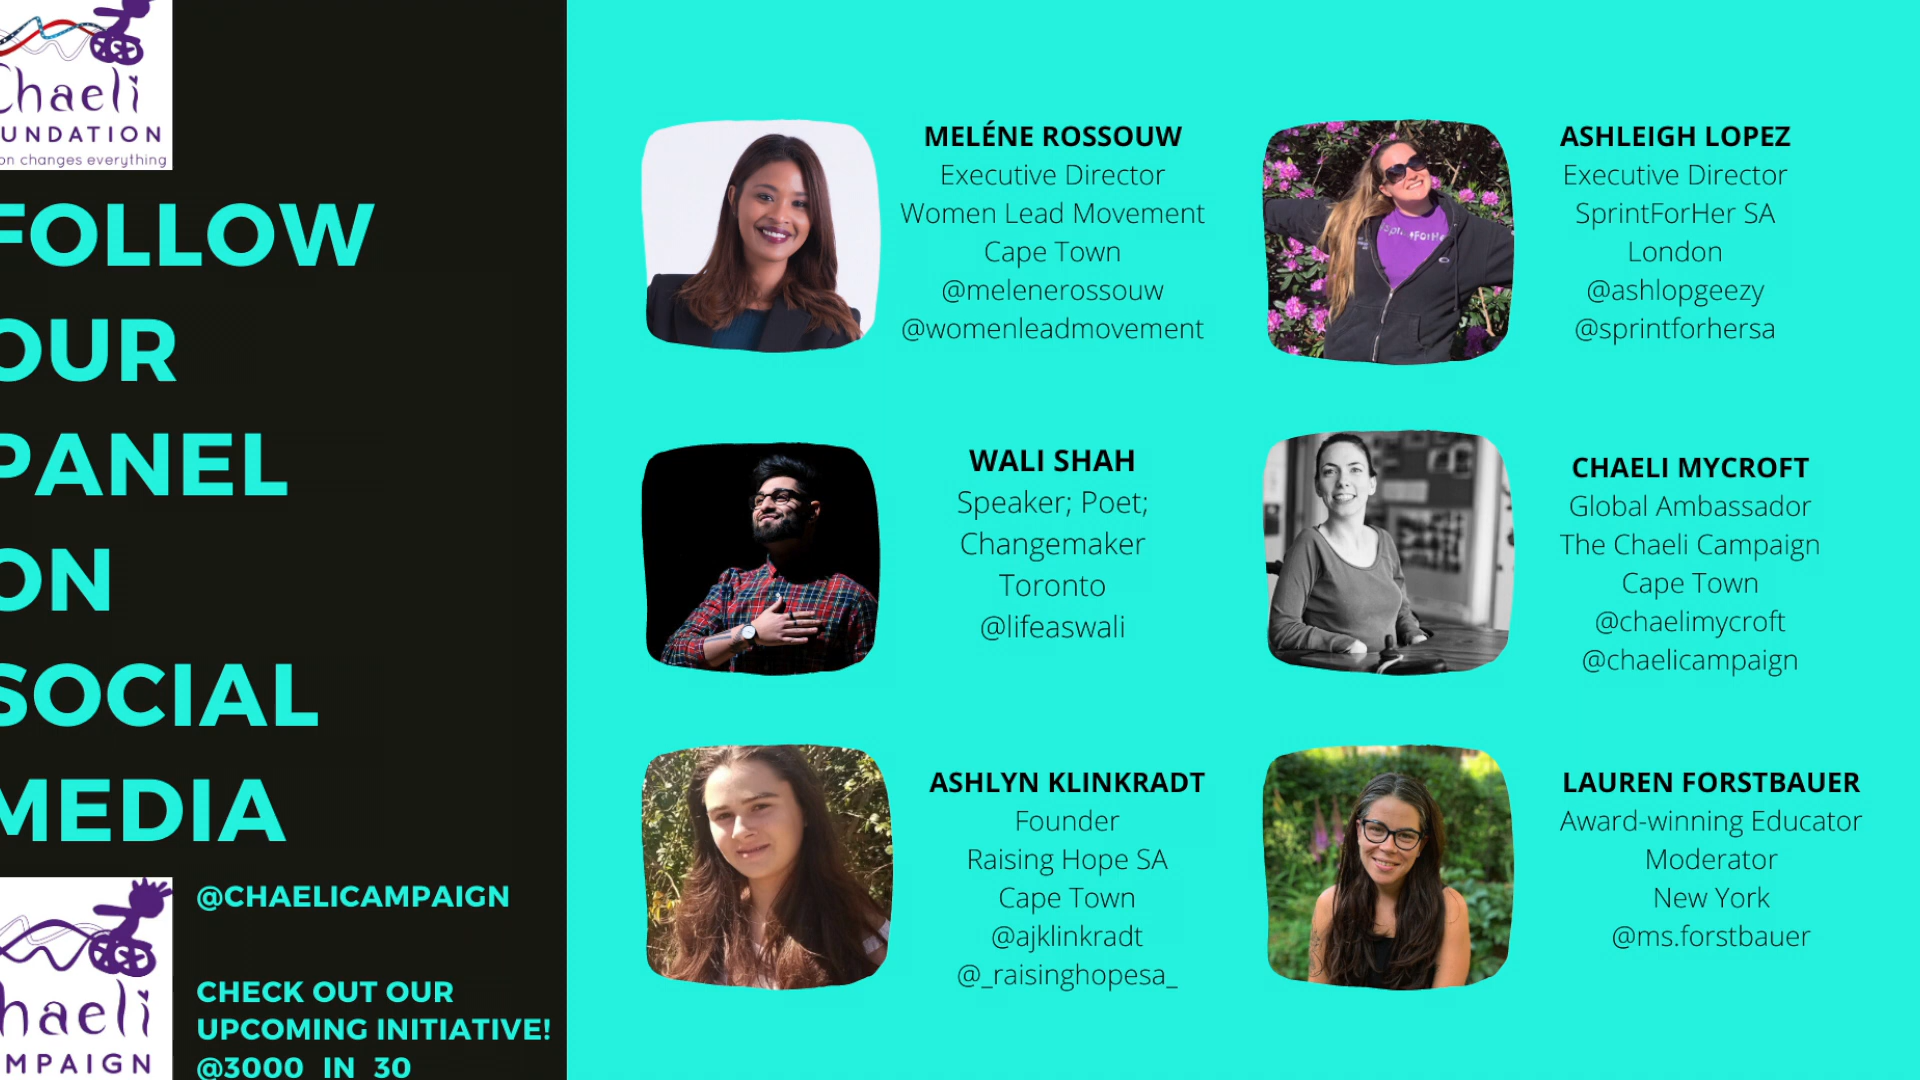 Chaeli
UNDATION
on changes everything
FOLLOW
OUR
PANEL
ON
SOCIAL
MEDIA
haeli
MPAIGN
@CHAELICAMPAIGN
CHECK OUT OUR
UPCOMING INITIATIVE!
@3000_IN_30
MELÉNE ROSSOUW
Executive Director
Women Lead Movement
Cape Town
@melenerossouw
@womenleadmovement
ASHLEIGH LOPEZ
Executive Director
SprintForHer SA
London
@ashlopgeezy
@sprintforhersa
WALI SHAH
Speaker; Poet;
Changemaker
Toronto
@lifeaswali
CHAELI MYCROFT
Global Ambassador
The Chaeli Campaign
Cape Town
@chaelimycroft
@chaelicampaign
ASHLYN KLINKRADT
Founder
Raising Hope SA
Cape Town
@ajklinkradt
@_raisinghopesa_
LAUREN FORSTBAUER
Award-winning Educator
Moderator
New York
@ms.forstbauer